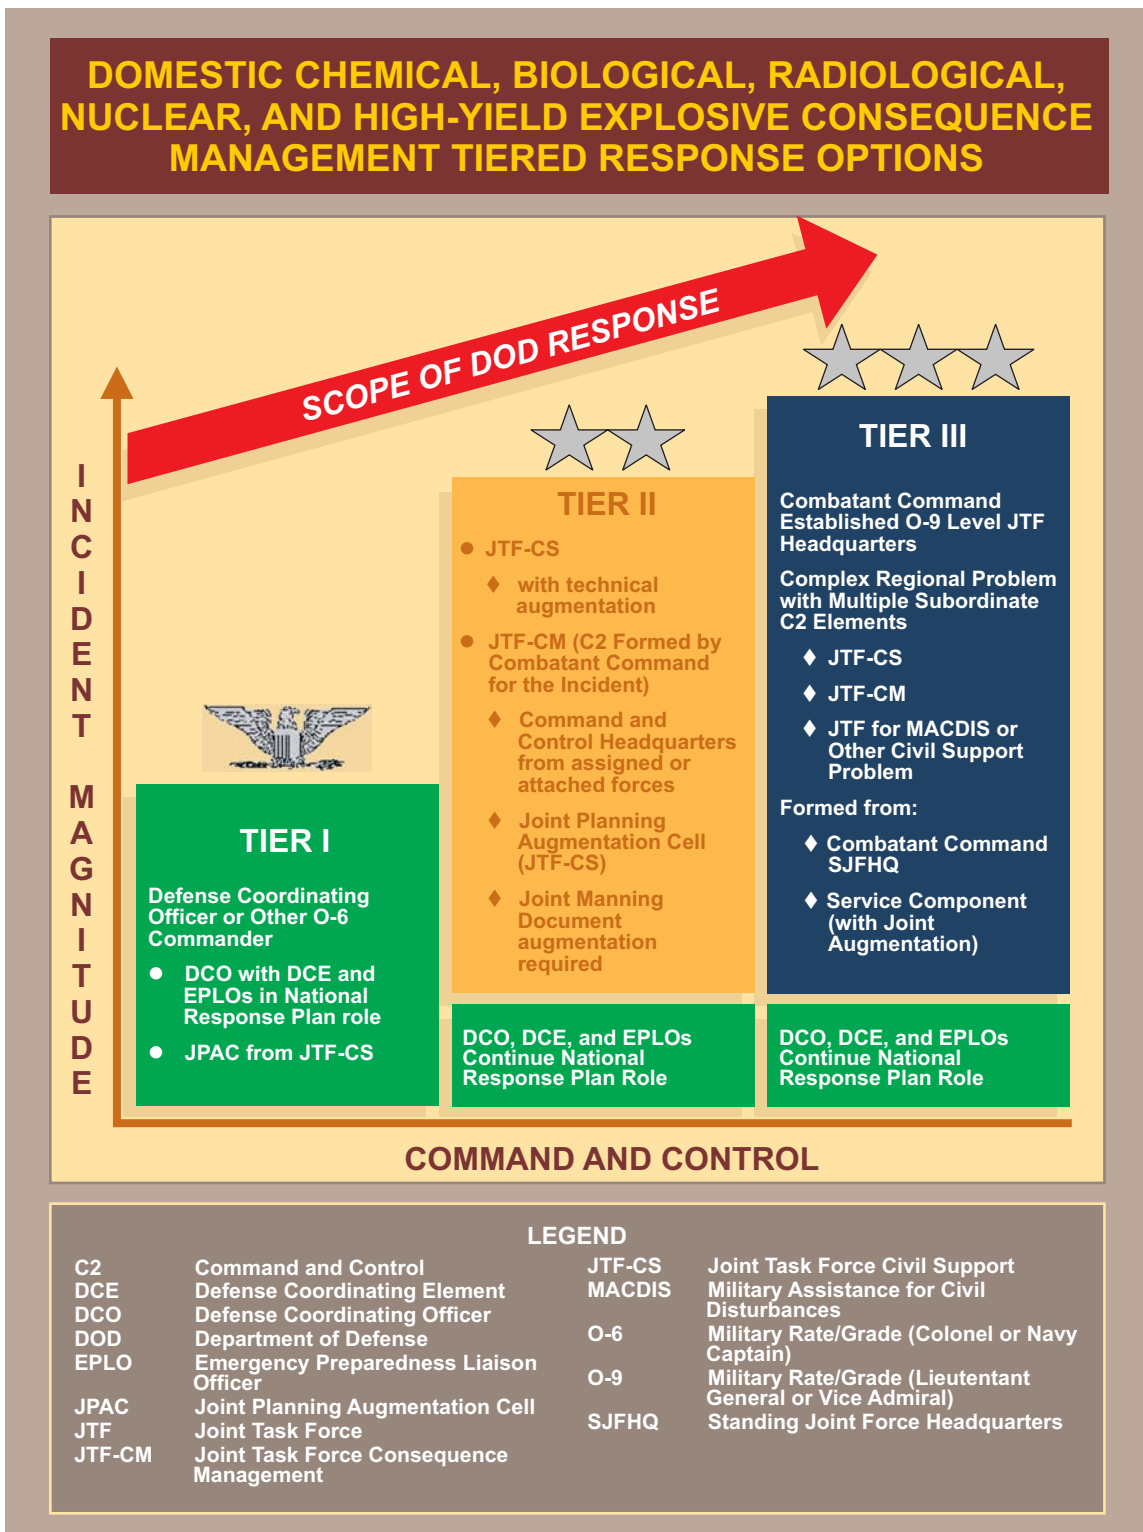 DOMESTIC CHEMICAL, BIOLOGICAL, RADIOLOGICAL,
NUCLEAR, AND HIGH-YIELD EXPLOSIVE CONSEQUENCE
MANAGEMENT TIERED RESPONSE OPTIONS
SCOPE OF DOD RESPONSE
INCIDENT MAGNITUDE
TIER I
Defense Coordinating
Officer or Other O-6
Commander
● DCO with DCE and
EPLOs in National
Response Plan role
● JPAC from JTF-CS
TIER II
● JTF-CS
♦ with technical
augmentation
● JTF-CM (C2 Formed by
Combatant Command
for the Incident)
♦ Command and
Control Headquarters
from assigned or
attached forces
♦ Joint Planning
Augmentation Cell
(JTF-CS)
♦ Joint Manning
Document
augmentation
required
DCO, DCE, and EPLOs
Continue National
Response Plan Role
TIER III
Combatant Command
Established O-9 Level JTF
Headquarters
Complex Regional Problem
with Multiple Subordinate
C2 Elements
♦ JTF-CS
♦ JTF-CM
♦ JTF for MACDIS or
Other Civil Support
Problem
Formed from:
♦ Combatant Command
SJFHQ
♦ Service Component
(with Joint
Augmentation)
DCO, DCE, and EPLOs
Continue National
Response Plan Role
COMMAND AND CONTROL
LEGEND
C2 Command and Control
DCE Defense Coordinating Element
DCO Defense Coordinating Officer
DOD Department of Defense
EPLO Emergency Preparedness Liaison
Officer
JPAC Joint Planning Augmentation Cell
JTF Joint Task Force
JTF-CM Joint Task Force Consequence
Management
JTF-CS Joint Task Force Civil Support
MACDIS Military Assistance for Civil
Disturbances
O-6 Military Rate/Grade (Colonel or Navy
Captain)
O-9 Military Rate/Grade (Lieutentant
General or Vice Admiral)
SJFHQ Standing Joint Force Headquarters